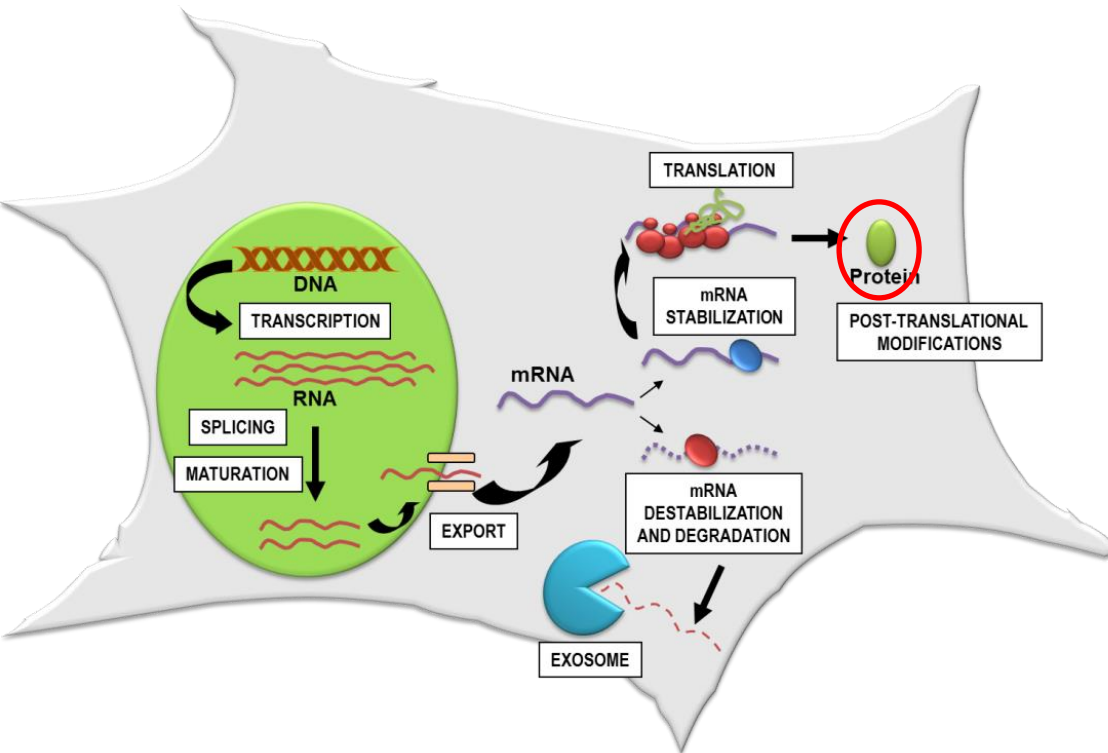 TRANSLATION
DNA
TRANSCRIPTION
RNA
SPLICING
MATURATION
EXPORT
mRNA
mRNA
STABILIZATION
Protein
POST-TRANSLATIONAL
MODIFICATIONS
mRNA
DESTABILIZATION
AND DEGRADATION
EXOSOME